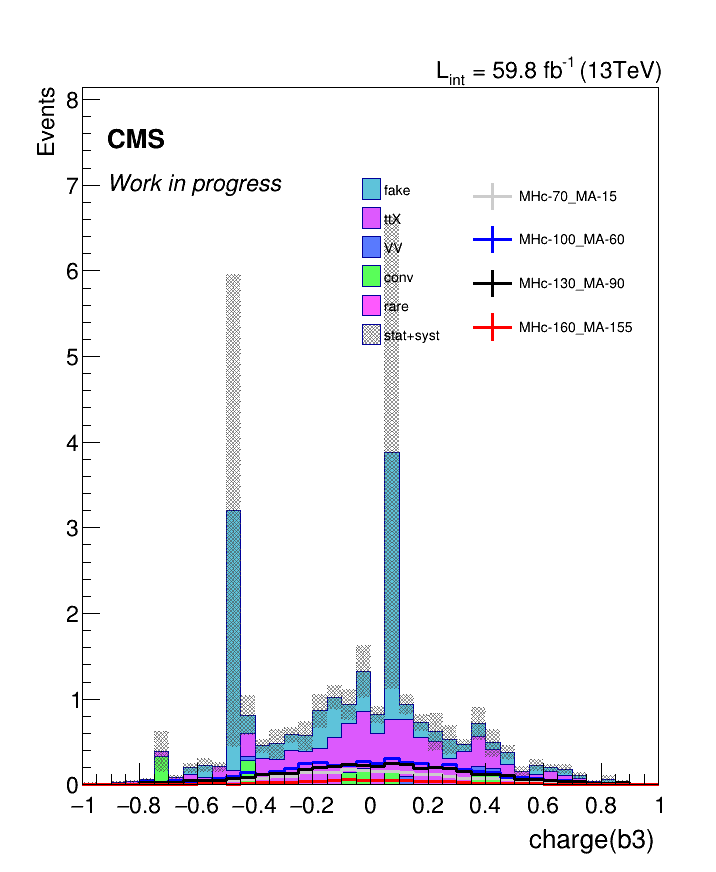 L_int = 59.8 fb^-1 (13TeV)
Events
CMS
Work in progress
fake
ttX
VV
conv
rare
stat+syst
MHc-70_MA-15
MHc-100_MA-60
MHc-130_MA-90
MHc-160_MA-155
8
7
6
5
4
3
2
1
0
−1 −0.8 −0.6 −0.4 −0.2 0 0.2 0.4 0.6 0.8 1
charge(b3)